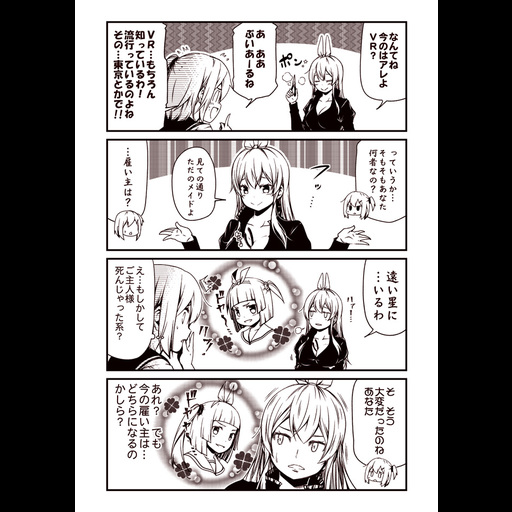 なんてね
今のはアレよ
ＶＲ？
ポン
あ ああ
ぶいあーるね
ＶＲ…もちろん
知っているわ！
流行っているのよね
その…東京とかで!!
っていうか…
そもそもあなた
何者なの？
見ての通り
ただのメイドよ
…雇い主は？
遠い星に
…いるわ
え…もしかして
ご主人様
死んじゃった系？
そ そう
大変だったのね
あなた
あれ？ でも
今の雇い主は…
どちらになるの
かしら？